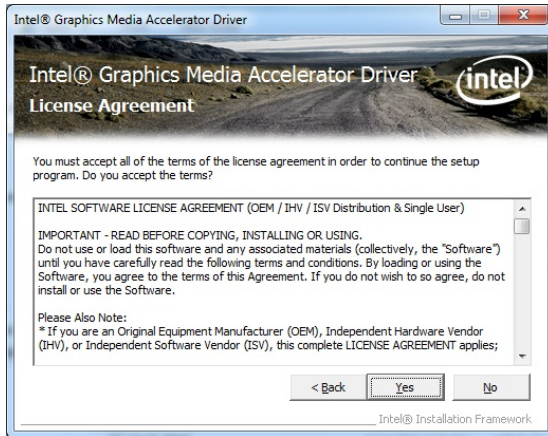 Intel® Graphics Media Accelerator Driver
Intel® Graphics Media Accelerator Driver
License Agreement
intel
You must accept all of the terms of the license agreement in order to continue the setup
program. Do you accept the terms?
INTEL SOFTWARE LICENSE AGREEMENT (OEM / IHV / ISV Distribution & Single User)
IMPORTANT - READ BEFORE COPYING, INSTALLING OR USING.
Do not use or load this software and any associated materials (collectively, the "Software")
until you have carefully read the following terms and conditions. By loading or using the
Software, you agree to the terms of this Agreement. If you do not wish to so agree, do not
install or use the Software.
Please Also Note:
* If you are an Original Equipment Manufacturer (OEM), Independent Hardware Vendor
(IHV), or Independent Software Vendor (ISV), this complete LICENSE AGREEMENT applies;
< Back Yes No
Intel® Installation Framework